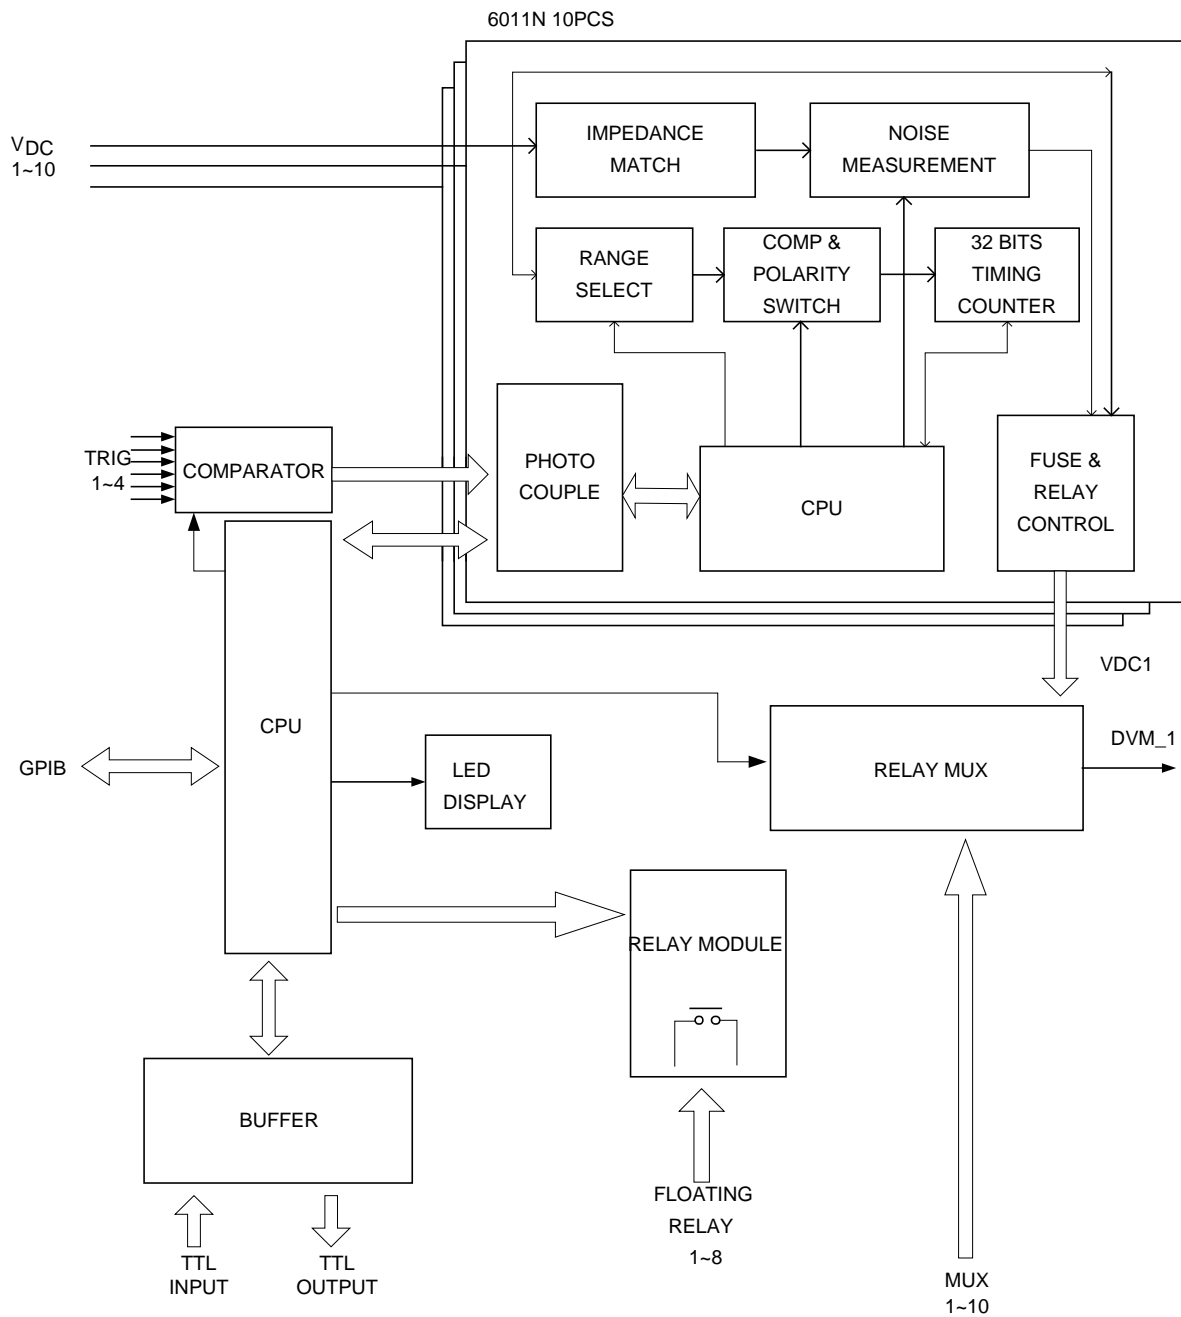 6011N 10PCS
VDC
1~10
IMPEDANCE
MATCH
NOISE
MEASUREMENT
RANGE
SELECT
COMP &
POLARITY
SWITCH
32 BITS
TIMING
COUNTER
TRIG
1~4
COMPARATOR
PHOTO
COUPLE
CPU
FUSE &
RELAY
CONTROL
VDC1
CPU
GPIB
LED
DISPLAY
RELAY MUX
DVM_1
RELAY MODULE
BUFFER
TTL
INPUT
TTL
OUTPUT
FLOATING
RELAY
1~8
MUX
1~10